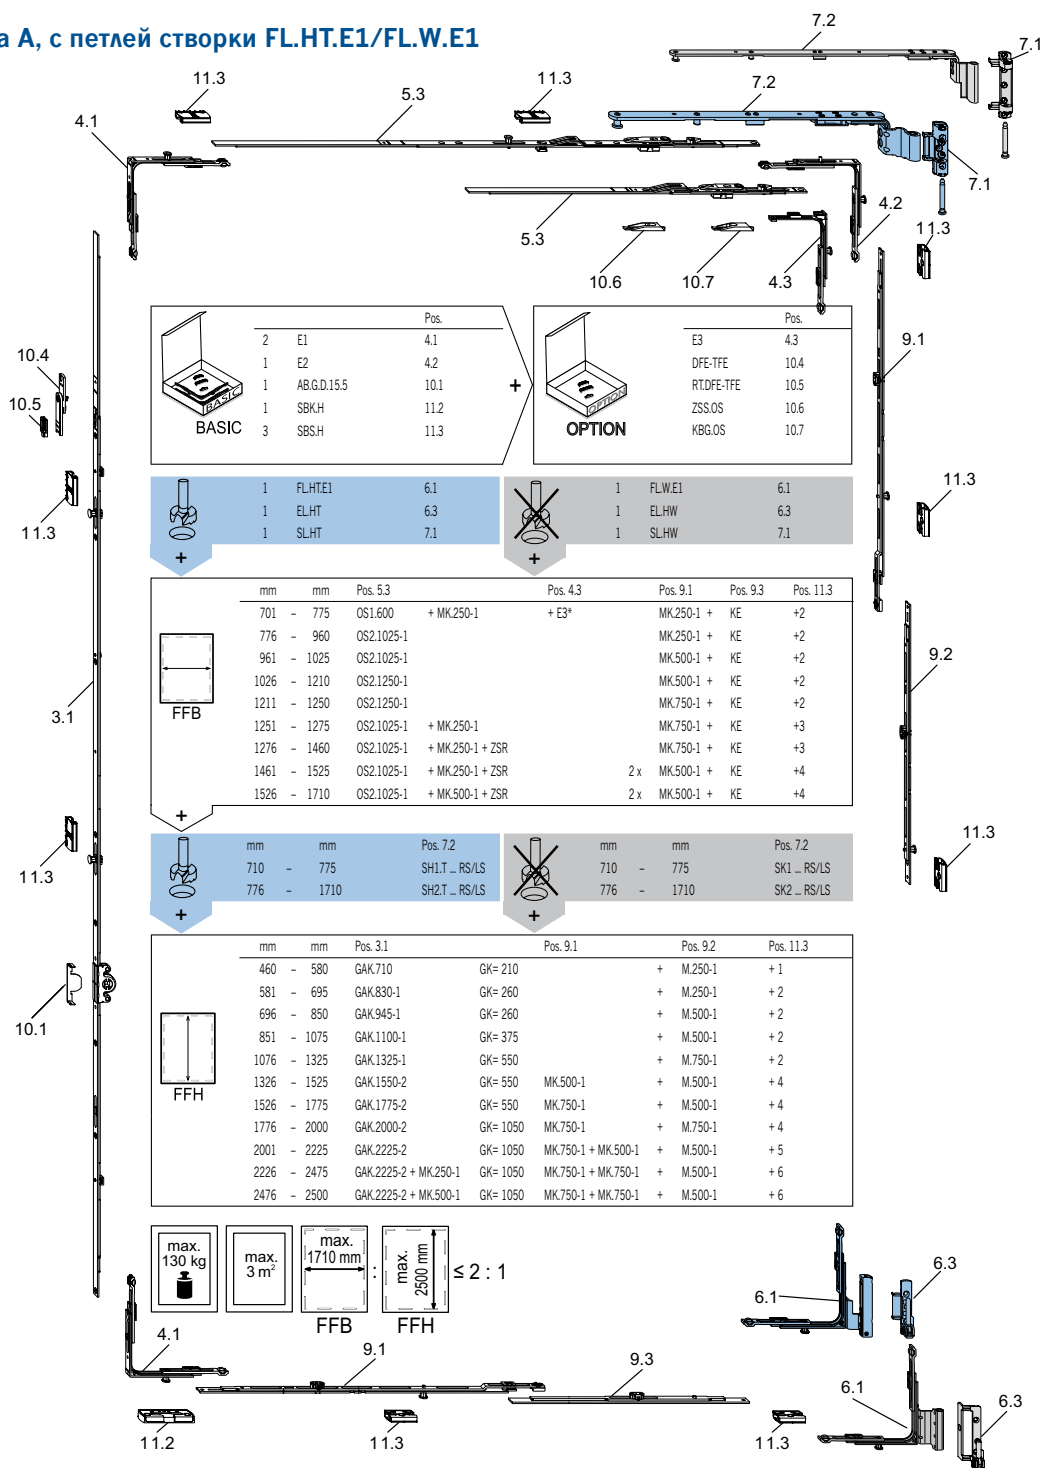 а А, с петлей створки FL.HT.E1/FL.W.E1
7.2
7.1
11.3
5.3
11.3
7.2
4.1
7.1
5.3
4.2
11.3
10.6
10.7
4.3
Pos.
2 E1 4.1
1 E2 4.2
1 AB.G.D.15.5 10.1
1 SBK.H 11.2
3 SBS.H 11.3
BASIC
BASIC
+
Pos.
E3 4.3
DFE-TFE 10.4
RT.DFE-TFE 10.5
ZSS.OS 10.6
KBG.OS 10.7
OPTION
OPTION
9.1
10.4
10.5
11.3
11.3
1 FL.HT.E1 6.1
1 EL.HT 6.3
1 SL.HT 7.1
+
1 FL.W.E1 6.1
1 EL.HW 6.3
1 SL.HW 7.1
+
mm mm Pos. 5.3 Pos. 4.3 Pos. 9.1 Pos. 9.3 Pos. 11.3
701 – 775 OS1.600 + MK.250-1 + E3* MK.250-1 + KE +2
776 – 960 OS2.1025-1 MK.250-1 + KE +2
961 – 1025 OS2.1025-1 MK.500-1 + KE +2
1026 – 1210 OS2.1250-1 MK.500-1 + KE +2
1211 – 1250 OS2.1250-1 MK.750-1 + KE +2
1251 – 1275 OS2.1025-1 + MK.250-1 MK.750-1 + KE +3
1276 – 1460 OS2.1025-1 + MK.250-1 + ZSR MK.750-1 + KE +3
1461 – 1525 OS2.1025-1 + MK.250-1 + ZSR 2 x MK.500-1 + KE +4
1526 – 1710 OS2.1025-1 + MK.500-1 + ZSR 2 x MK.500-1 + KE +4
FFB
+
3.1
9.2
11.3
11.3
mm mm Pos. 7.2
710 – 775 SH1.T ... RS/LS
776 – 1710 SH2.T ... RS/LS
+
mm mm Pos. 7.2
710 – 775 SK1 ... RS/LS
776 – 1710 SK2 ... RS/LS
+
mm mm Pos. 3.1 Pos. 9.1 Pos. 9.2 Pos. 11.3
460 – 580 GAK.710 GK= 210 + M.250-1 + 1
581 – 695 GAK.830-1 GK= 260 + M.250-1 + 2
696 – 850 GAK.945-1 GK= 260 + M.500-1 + 2
851 – 1075 GAK.1100-1 GK= 375 + M.500-1 + 2
1076 – 1325 GAK.1325-1 GK= 550 + M.750-1 + 2
1326 – 1525 GAK.1550-2 GK= 550 MK.500-1 + M.500-1 + 4
1526 – 1775 GAK.1775-2 GK= 550 MK.750-1 + M.500-1 + 4
1776 – 2000 GAK.2000-2 GK= 1050 MK.750-1 + M.750-1 + 4
2001 – 2225 GAK.2225-2 GK= 1050 MK.750-1 + MK.500-1 + M.500-1 + 5
2226 – 2475 GAK.2225-2 + MK.250-1 GK= 1050 MK.750-1 + MK.750-1 + M.500-1 + 6
2476 – 2500 GAK.2225-2 + MK.500-1 GK= 1050 MK.750-1 + MK.750-1 + M.500-1 + 6
FFH
10.1
max. 130 kg
max. 3 m²
max. 1710 mm
:
max. 2500 mm
≤ 2 : 1
FFB
FFH
6.1
6.3
4.1
9.1
9.3
6.1
6.3
11.2
11.3
11.3